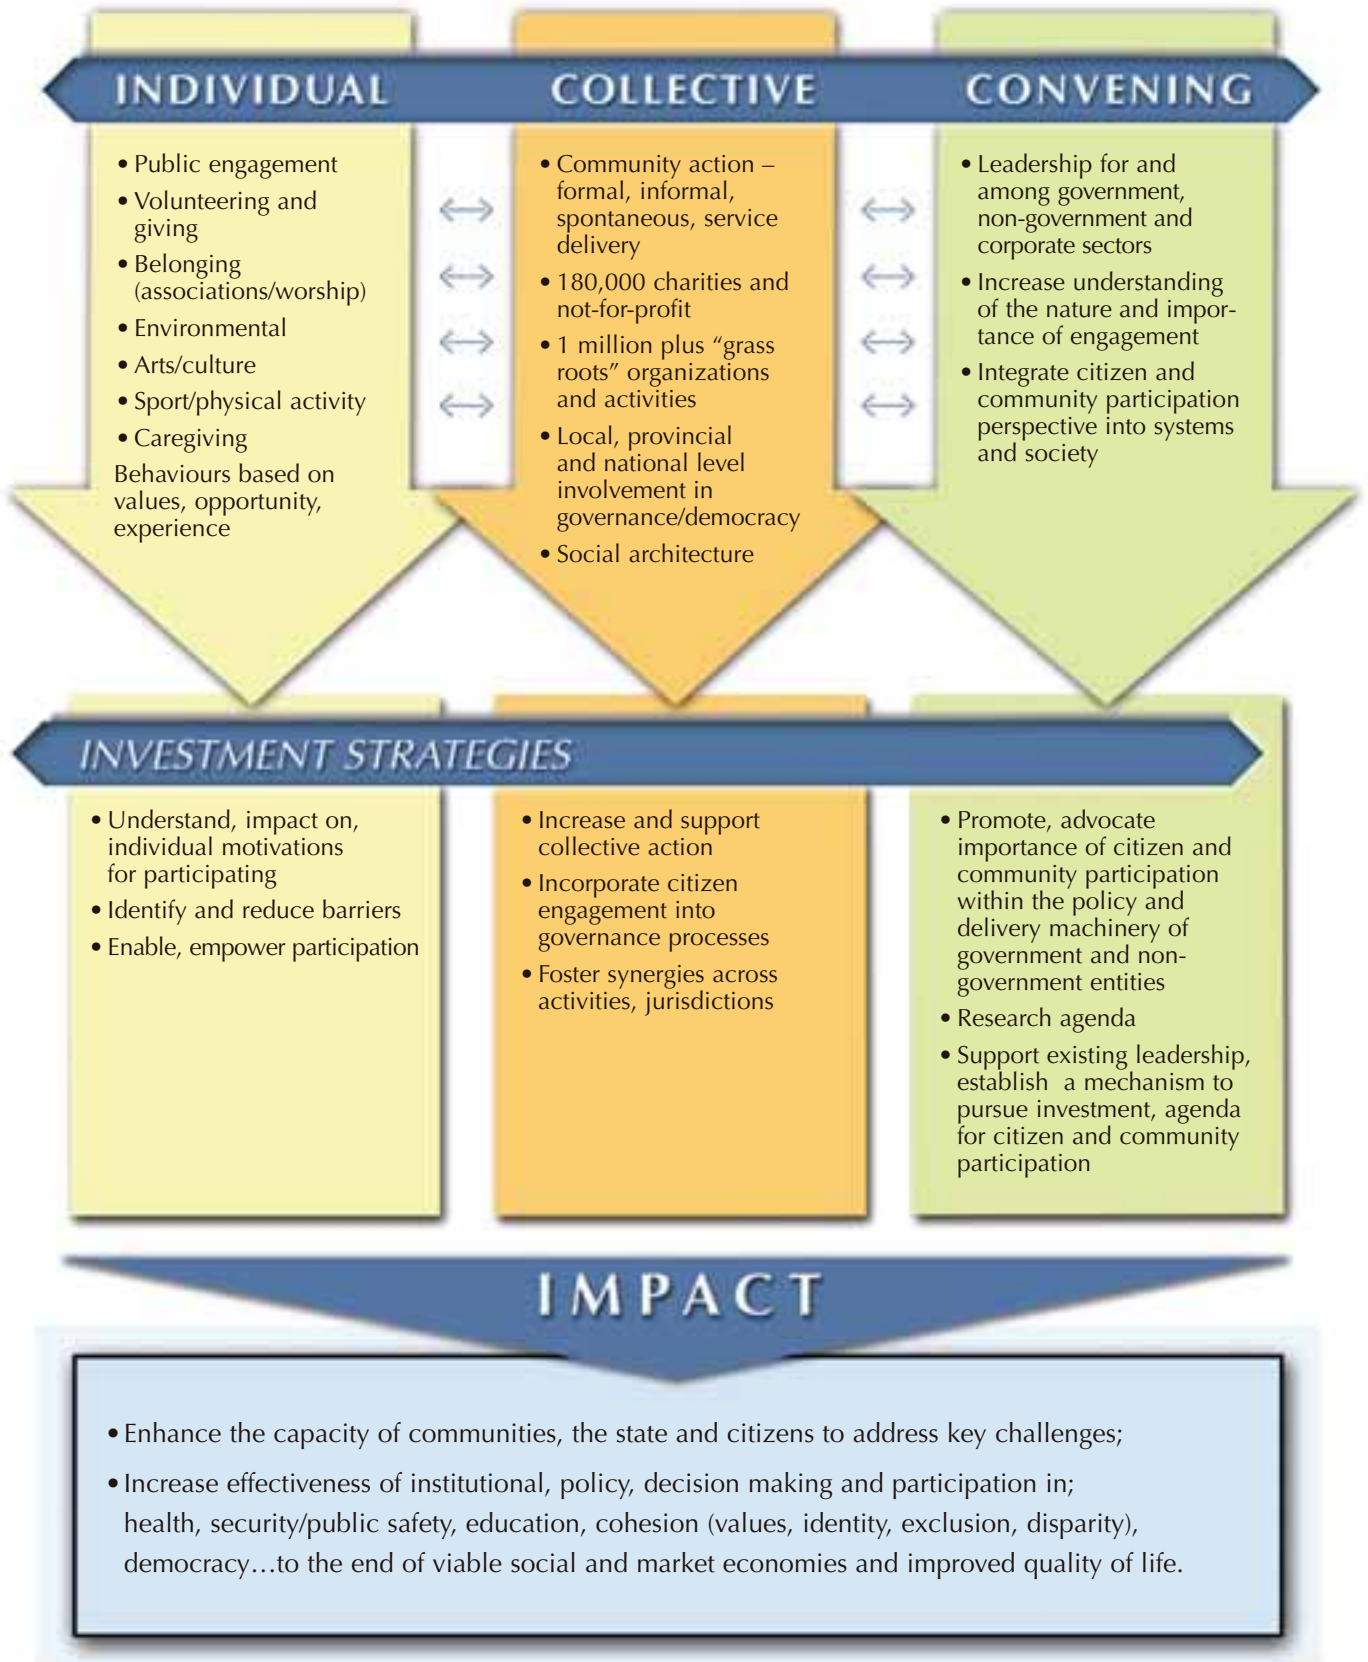 INDIVIDUAL
• Public engagement
• Volunteering and
giving
• Belonging
(associations/worship)
• Environmental
• Arts/culture
• Sport/physical activity
• Caregiving
Behaviours based on
values, opportunity,
experience
COLLECTIVE
• Community action –
formal, informal,
spontaneous, service
delivery
• 180,000 charities and
not-for-profit
• 1 million plus “grass
roots” organizations
and activities
• Local, provincial
and national level
involvement in
governance/democracy
• Social architecture
CONVENING
• Leadership for and
among government,
non-government and
corporate sectors
• Increase understanding
of the nature and impor-
tance of engagement
• Integrate citizen and
community participation
perspective into systems
and society
INVESTMENT STRATEGIES
• Understand, impact on,
individual motivations
for participating
• Identify and reduce barriers
• Enable, empower participation
• Increase and support
collective action
• Incorporate citizen
engagement into
governance processes
• Foster synergies across
activities, jurisdictions
• Promote, advocate
importance of citizen and
community participation
within the policy and
delivery machinery of
government and non-
government entities
• Research agenda
• Support existing leadership,
establish a mechanism to
pursue investment, agenda
for citizen and community
participation
IMPACT
• Enhance the capacity of communities, the state and citizens to address key challenges;
• Increase effectiveness of institutional, policy, decision making and participation in;
health, security/public safety, education, cohesion (values, identity, exclusion, disparity),
democracy…to the end of viable social and market economies and improved quality of life.